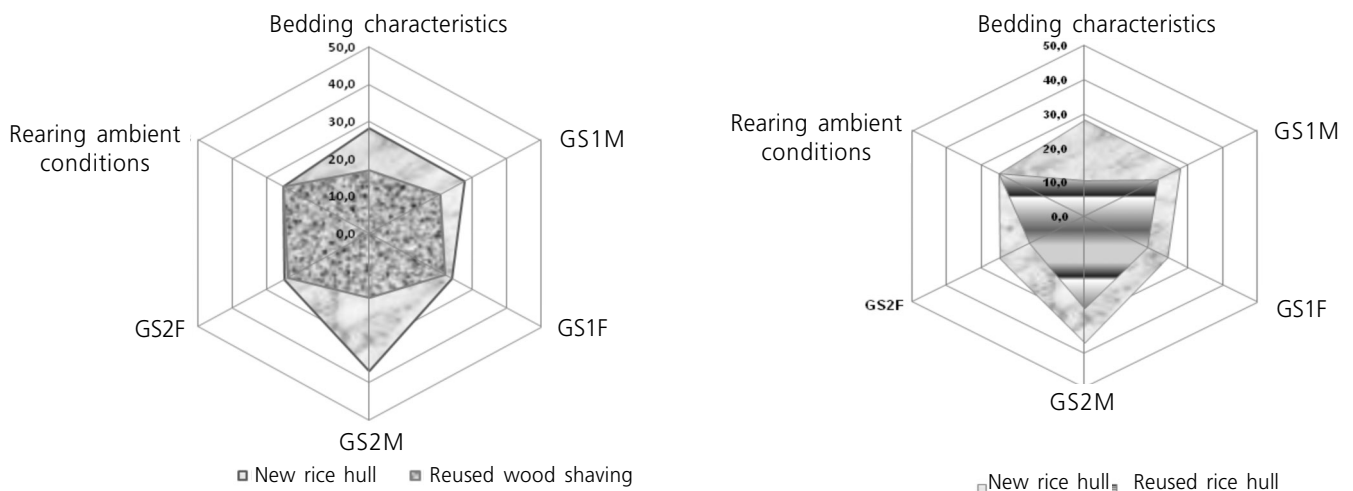 Bedding characteristics
50,0
40,0
30,0
20,0
10,0
0,0
Rearing ambient
conditions
GS1M
GS2F
GS1F
GS2M
New rice hull
Reused wood shaving
Bedding characteristics
50,0
40,0
30,0
20,0
10,0
0,0
Rearing ambient
conditions
GS1M
GS2F
GS1F
GS2M
New rice hull
Reused rice hull